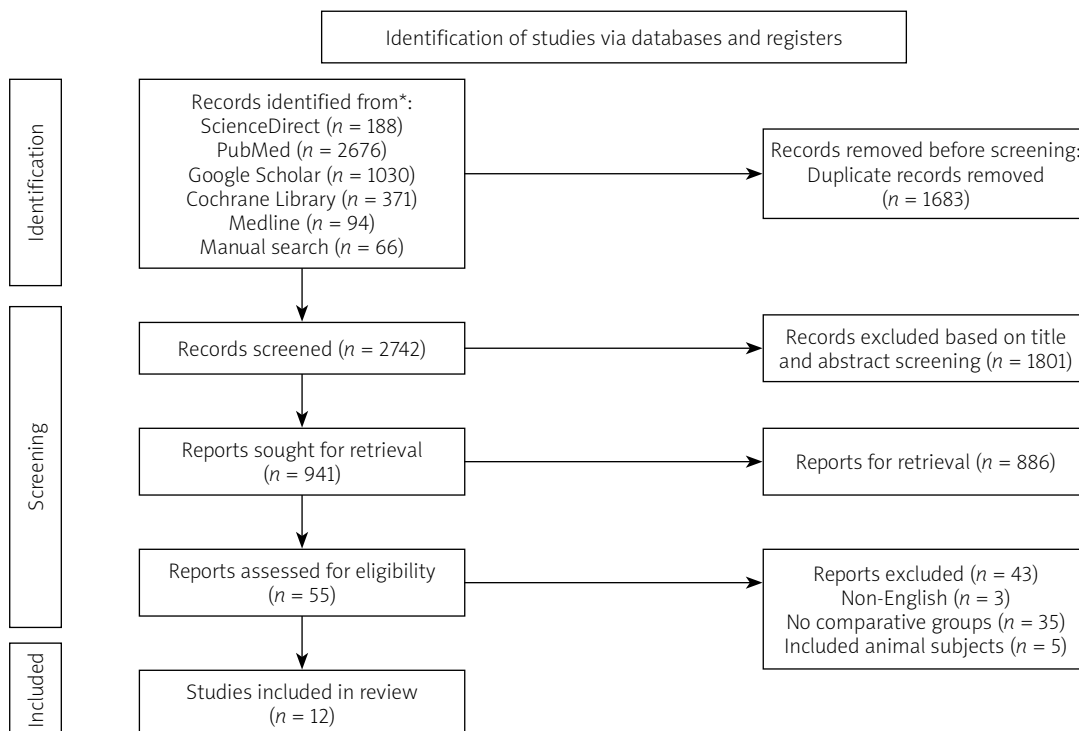 Identification of studies via databases and registers
Identification
Records identified from*:
ScienceDirect (n = 188)
PubMed (n = 2676)
Google Scholar (n = 1030)
Cochrane Library (n = 371)
Medline (n = 94)
Manual search (n = 66)
Records removed before screening:
Duplicate records removed
(n = 1683)
Screening
Records screened (n = 2742)
Records excluded based on title
and abstract screening (n = 1801)
Reports sought for retrieval
(n = 941)
Reports for retrieval (n = 886)
Reports assessed for eligibility
(n = 55)
Reports excluded (n = 43)
Non-English (n = 3)
No comparative groups (n = 35)
Included animal subjects (n = 5)
Included
Studies included in review
(n = 12)